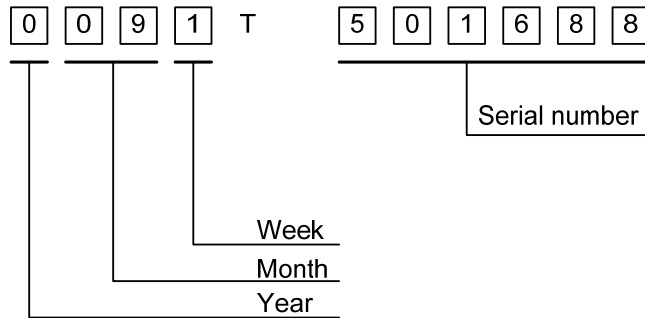 0 0 9 1 T 5 0 1 6 8 8
Serial number
Week
Month
Year